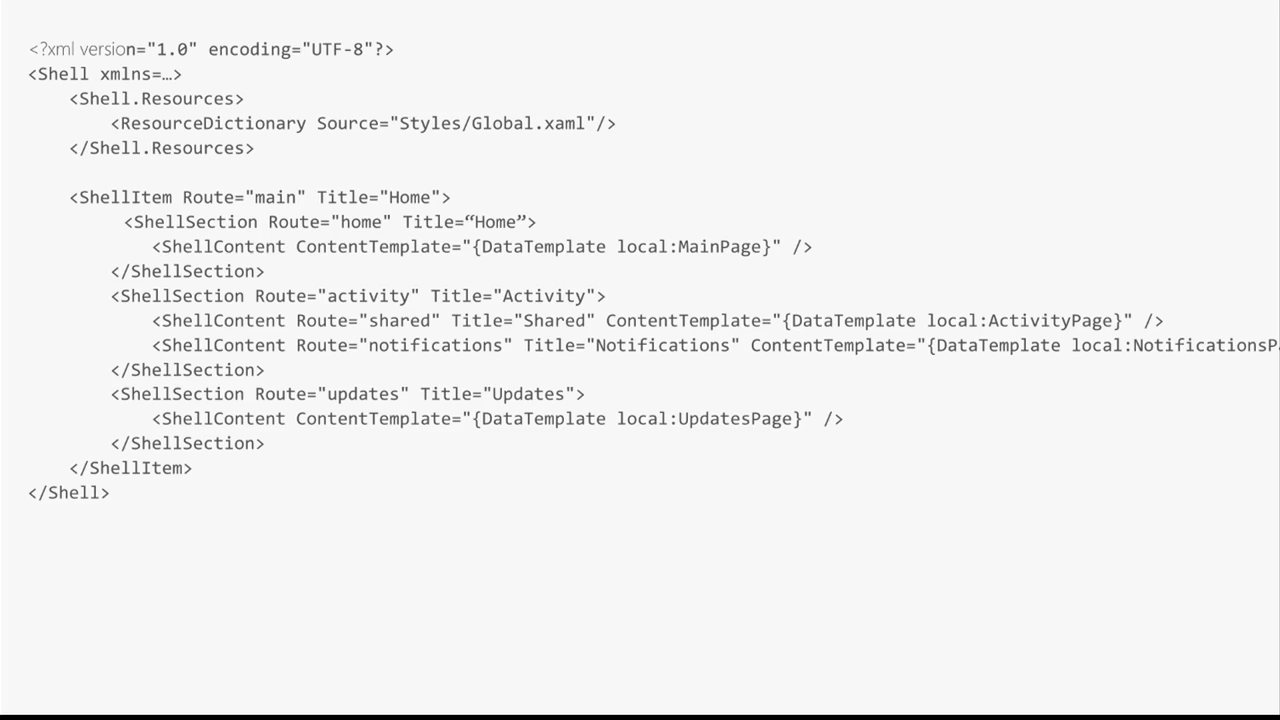 <?xml version="1.0" encoding="UTF-8"?>
<Shell xmlns=…>
<Shell.Resources>
<ResourceDictionary Source="Styles/Global.xaml"/>
</Shell.Resources>
<ShellItem Route="main" Title="Home">
<ShellSection Route="home" Title=“Home”>
<ShellContent ContentTemplate="{DataTemplate local:MainPage}" />
</ShellSection>
<ShellSection Route="activity" Title="Activity">
<ShellContent Route="shared" Title="Shared" ContentTemplate="{DataTemplate local:ActivityPage}" />
<ShellContent Route="notifications" Title="Notifications" ContentTemplate="{DataTemplate
</ShellSection>
<ShellSection Route="updates" Title="Updates">
<ShellContent ContentTemplate="{DataTemplate local:UpdatesPage}" />
</ShellSection>
</ShellItem>
</Shell>